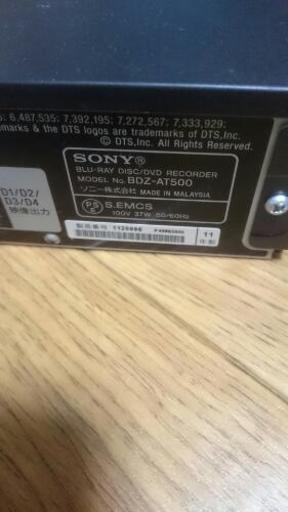 6,487,535; 7,392,195; 7,272,567; 7,333,929;
marks & the DTS logos are trademarks of DTS,Inc.
© DTS, Inc. All Rights Reserved.
D1/D2/
D3/D4
映像出力
SONY®
BLU-RAY DISC/DVD RECORDER
MODEL No. BDZ-AT500
ソニー株式会社 MADE IN MALAYSIA
PSE S.EMCS
100V 37W 50/60Hz
製造番号
11
年製